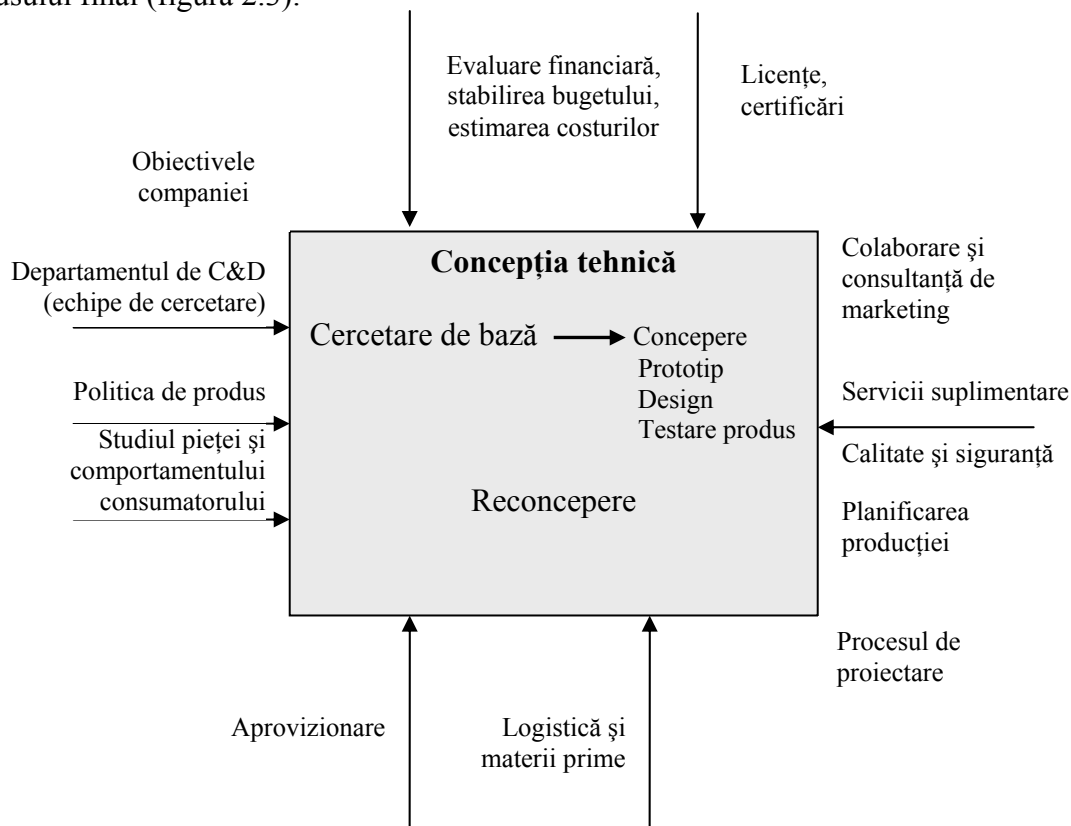 final (figura 2.3).
Evaluare financiară,
stabilirea bugetului,
estimarea costurilor
Licențe,
certificări
Obiectivele
companiei
Departamentul de C&D
(echipe de cercetare)
Politica de produs
Studiul pieței şi
comportamentului
consumatorului
Concepția tehnică
Cercetare de bază
Concepere
Prototip
Design
Testare produs
Reconcepere
Colaborare şi
consultanță de
marketing
Servicii suplimentare
Calitate şi siguranță
Planificarea
producției
Procesul de
proiectare
Aprovizionare
Logistică şi
materii prime